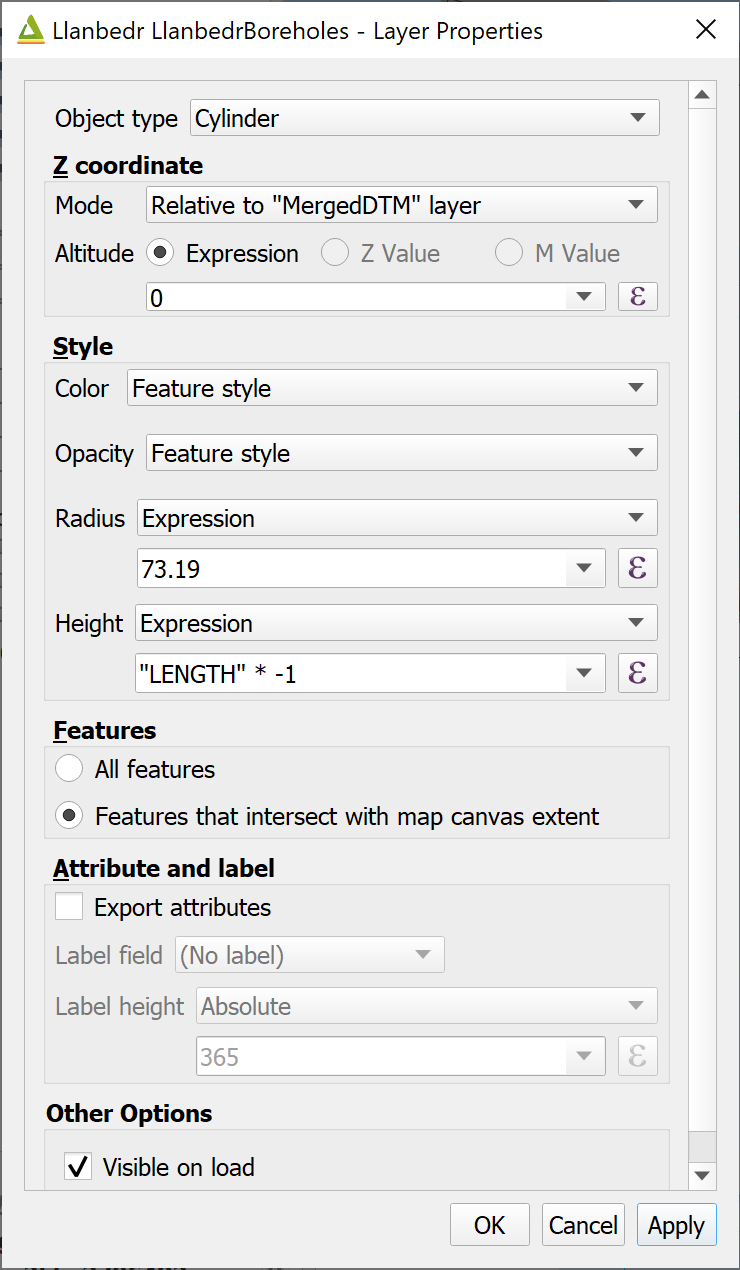 Llanbedr LlanbedrBoreholes - Layer Properties
Object type Cylinder
Z coordinate
Mode Relative to "MergedDTM" layer
Altitude Expression Z Value M Value
0 ε
Style
Color Feature style
Opacity Feature style
Radius Expression
73.19 ε
Height Expression
"LENGTH" * -1 ε
Features
All features
Features that intersect with map canvas extent
Attribute and label
Export attributes
Label field (No label)
Label height Absolute
365 ε
Other Options
Visible on load
OK Cancel Apply